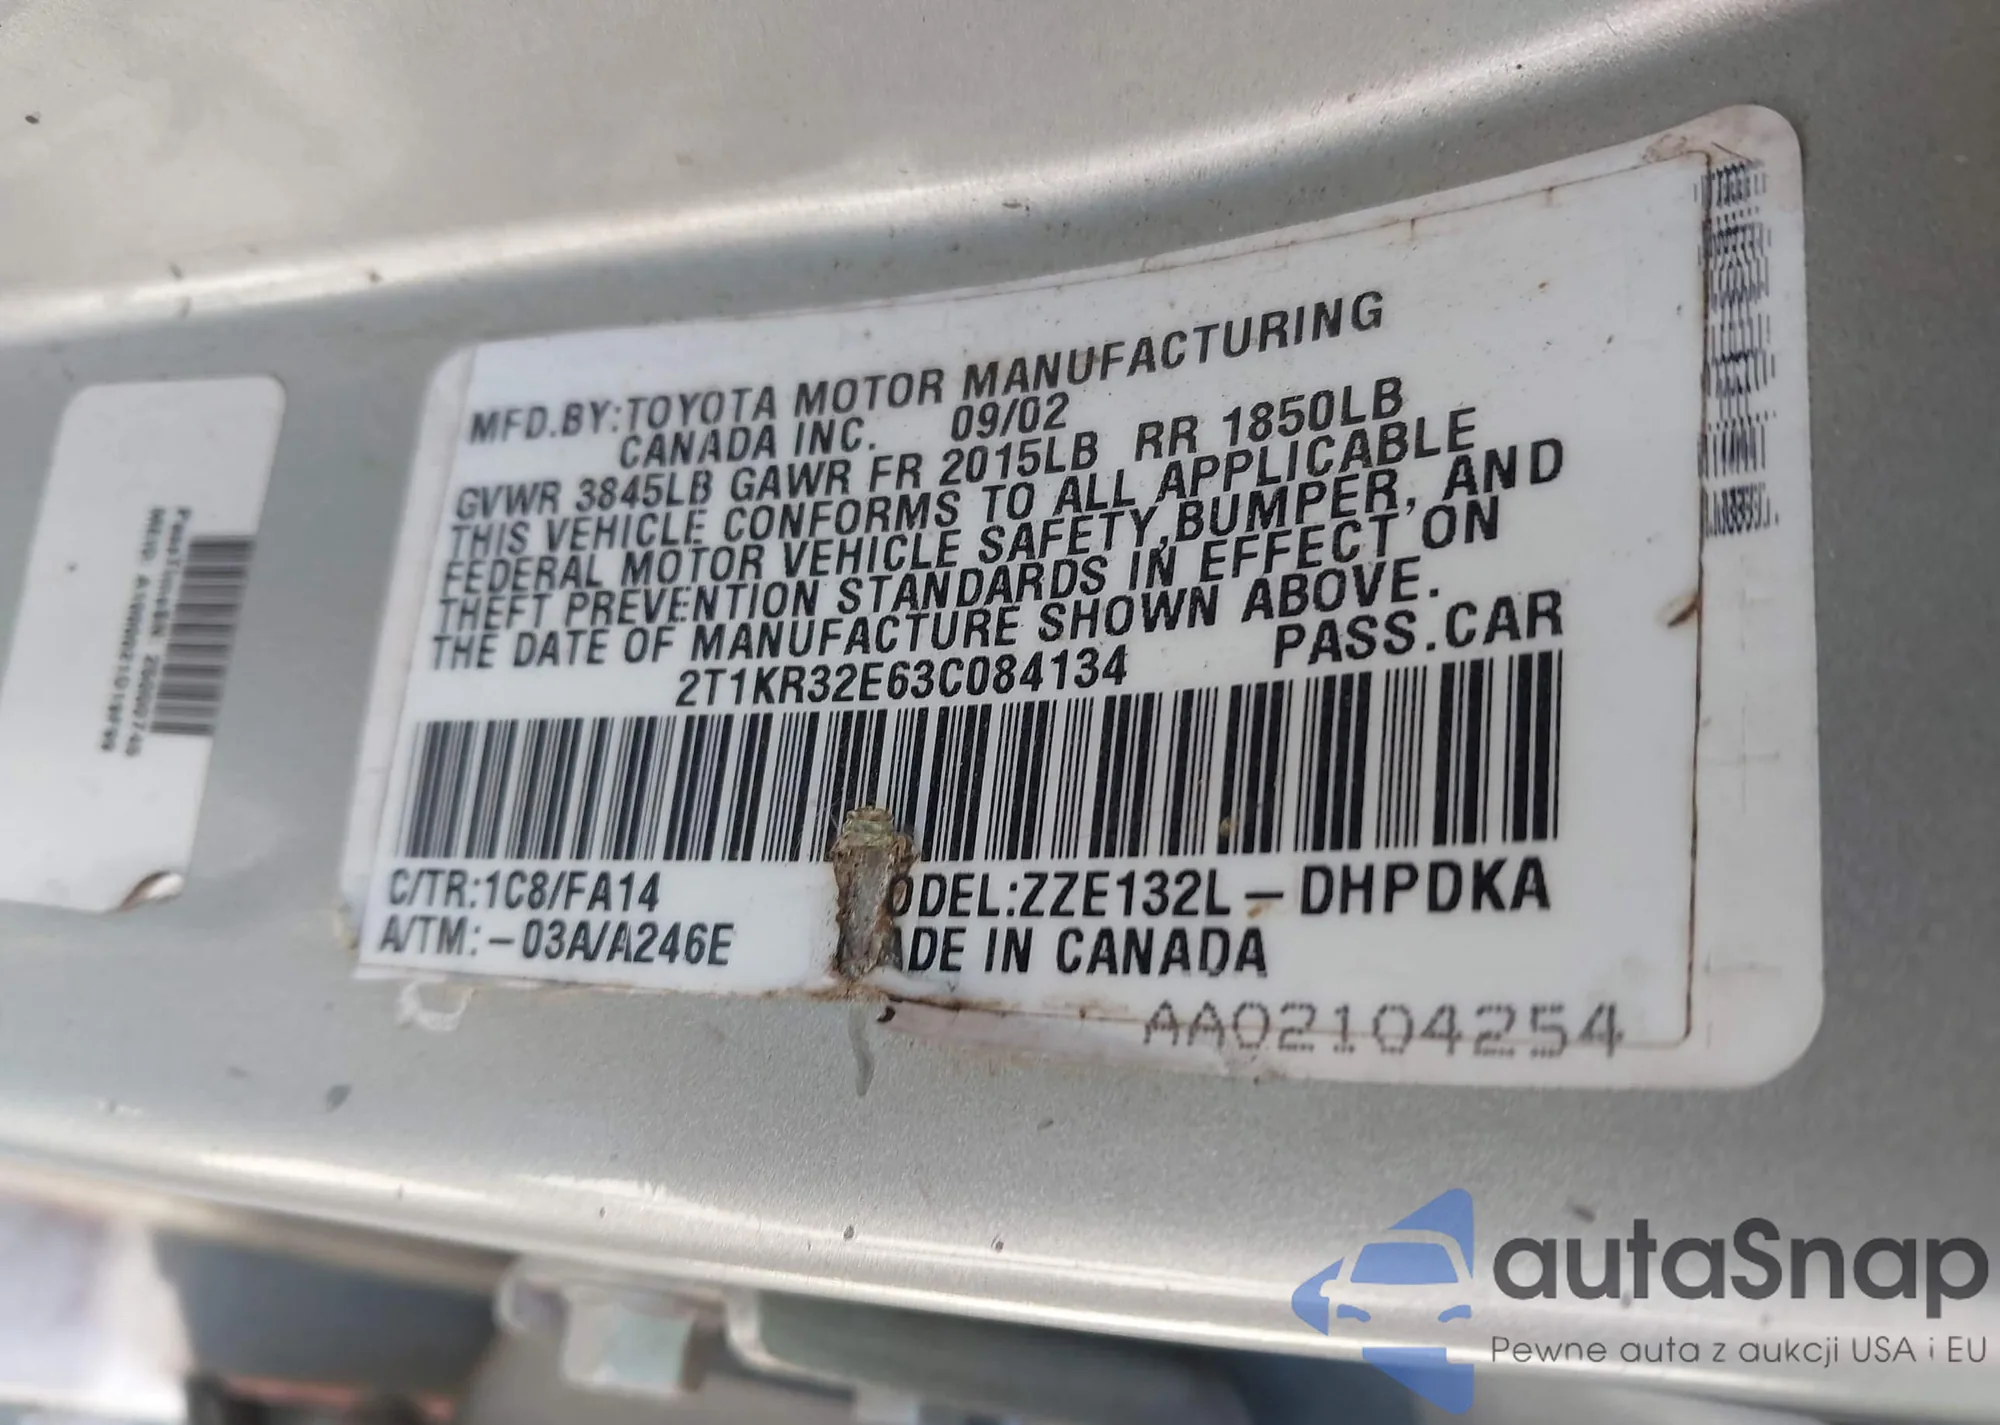 MFD.BY:TOYOTA MOTOR MANUFACTURING
CANADA INC. 09/02
GVWR 3845LB GAWR FR 2015LB RR 1850LB
THIS VEHICLE CONFORMS TO ALL APPLICABLE
FEDERAL MOTOR VEHICLE SAFETY,BUMPER, AND
THEFT PREVENTION STANDARDS IN EFFECT ON
THE DATE OF MANUFACTURE SHOWN ABOVE.
2T1KR32E63C084134 PASS.CAR
C/TR:1C8/FA14 ODEL:ZZE132L-DHPDKA
A/TM:-03A/A246E ADE IN CANADA
AA02104254
autaSnap
Pewne auta z aukcji USA i EU